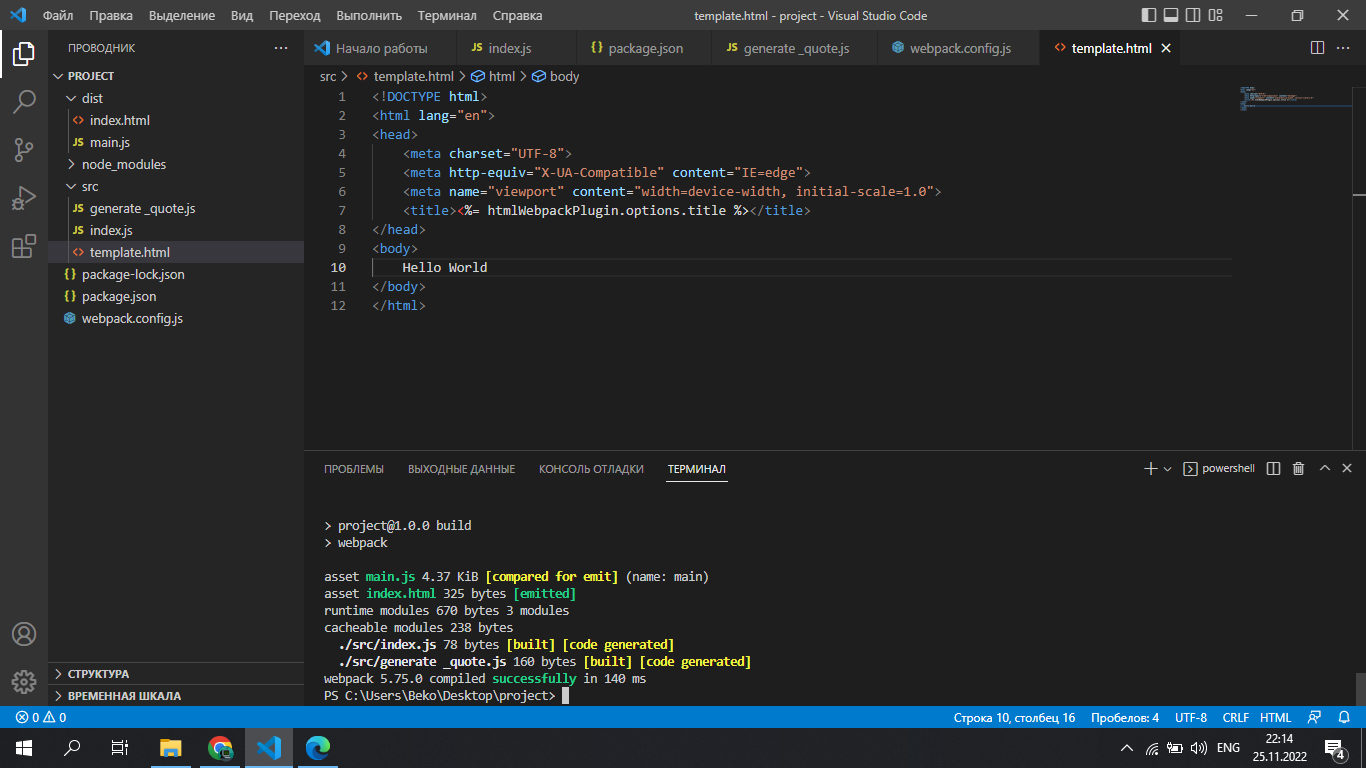 Файл Правка Выделение Вид Переход Выполнить Терминал Справка template.html - project - Visual Studio Code
ПРОВОДНИК
PROJECT
dist
index.html
JS main.js
node_modules
src
JS generate _quote.js
JS index.js
template.html
{} package-lock.json
{} package.json
webpack.config.js
СТРУКТУРА
ВРЕМЕННАЯ ШКАЛА
Начало работы JS index.js {} package.json JS generate _quote.js webpack.config.js template.html
src > template.html > html > body
1 <!DOCTYPE html>
2 <html lang="en">
3 <head>
4 <meta charset="UTF-8">
5 <meta http-equiv="X-UA-Compatible" content="IE=edge">
6 <meta name="viewport" content="width=device-width, initial-scale=1.0">
7 <title><%= htmlWebpackPlugin.options.title %></title>
8 </head>
9 <body>
10 Hello World
11 </body>
12 </html>
ПРОБЛЕМЫ ВЫХОДНЫЕ ДАННЫЕ КОНСОЛЬ ОТЛАДКИ ТЕРМИНАЛ powershell
> project@1.0.0 build
> webpack
asset main.js 4.37 KiB [compared for emit] (name: main)
asset index.html 325 bytes [emitted]
runtime modules 670 bytes 3 modules
cacheable modules 238 bytes
./src/index.js 78 bytes [built] [code generated]
./src/generate _quote.js 160 bytes [built] [code generated]
webpack 5.75.0 compiled successfully in 140 ms
PS C:\Users\Beko\Desktop\project>
0 0 Строка 10, столбец 16 Пробелов: 4 UTF-8 CRLF HTML
ENG 22:14
25.11.2022
4